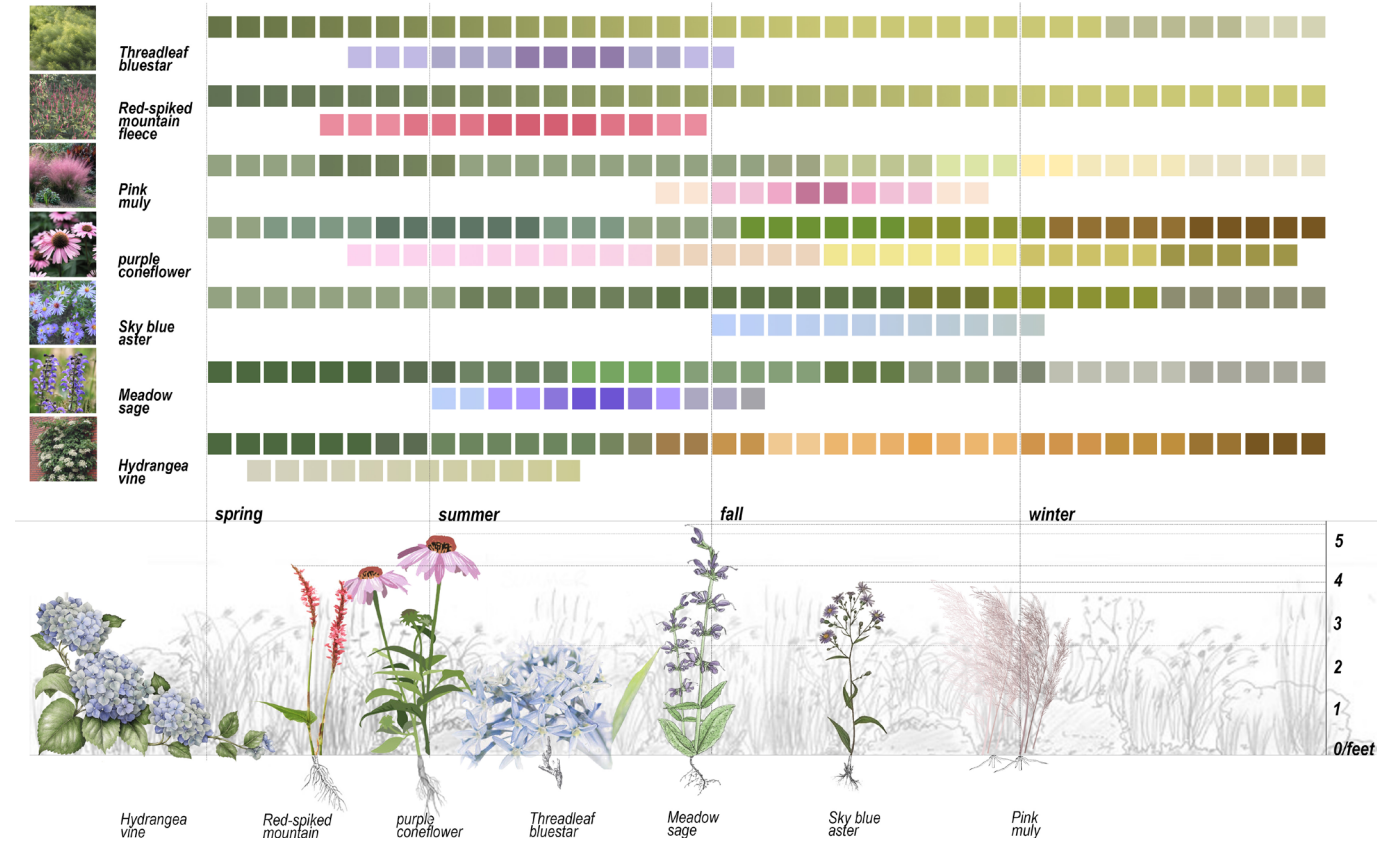 Threadleaf
bluestar
Red-spiked
mountain
fleece
Pink
muly
purple
coneflower
Sky blue
aster
Meadow
sage
Hydrangea
vine
spring
summer
fall
winter
5
4
3
2
1
0/feet
Hydrangea
vine
Red-spiked
mountain
purple
coneflower
Threadleaf
bluestar
Meadow
sage
Sky blue
aster
Pink
muly